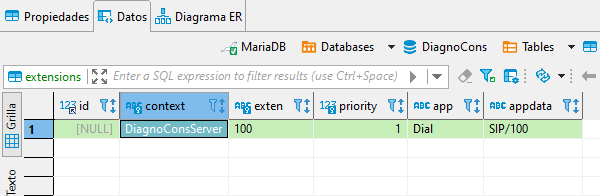 Propiedades Datos Diagrama ER
MariaDB Databases DiagnoCons Tables
extensions Enter a SQL expression to filter results (use Ctrl+Space)
Grilla
Texto
123 id ABC context ABC exten 123 priority ABC app ABC appdata
1 [NULL] DiagnoConsServer 100 1 Dial SIP/100